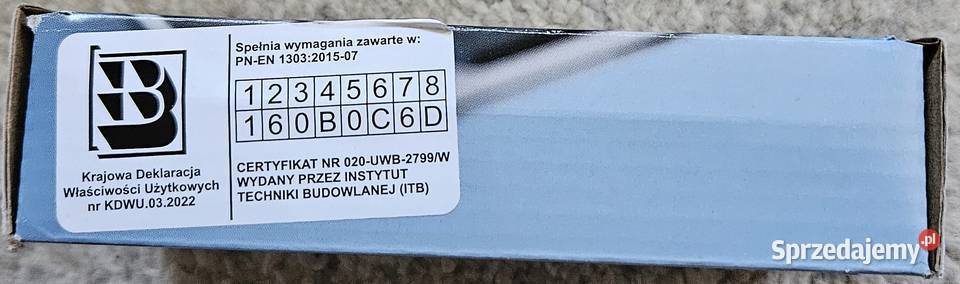 B
Krajowa Deklaracja
Właściwości Użytkowych
nr KDWU.03.2022
Spełnia wymagania zawarte w:
PN-EN 1303:2015-07
1 2 3 4 5 6 7 8
1 6 0 B 0 C 6 D
CERTYFIKAT NR 020-UWB-2799/W
WYDANY PRZEZ INSTYTUT
TECHNIKI BUDOWLANEJ (ITB)
Sprzedajemy.pl